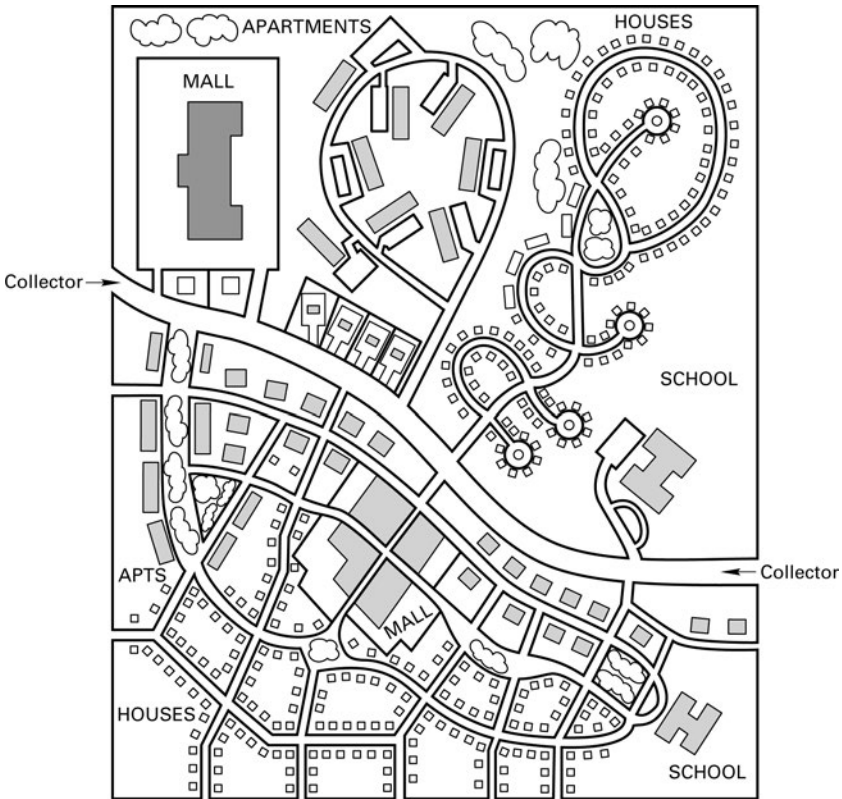 APARTMENTS
HOUSES
MALL
Collector
SCHOOL
APTS
Collector
MALL
HOUSES
SCHOOL